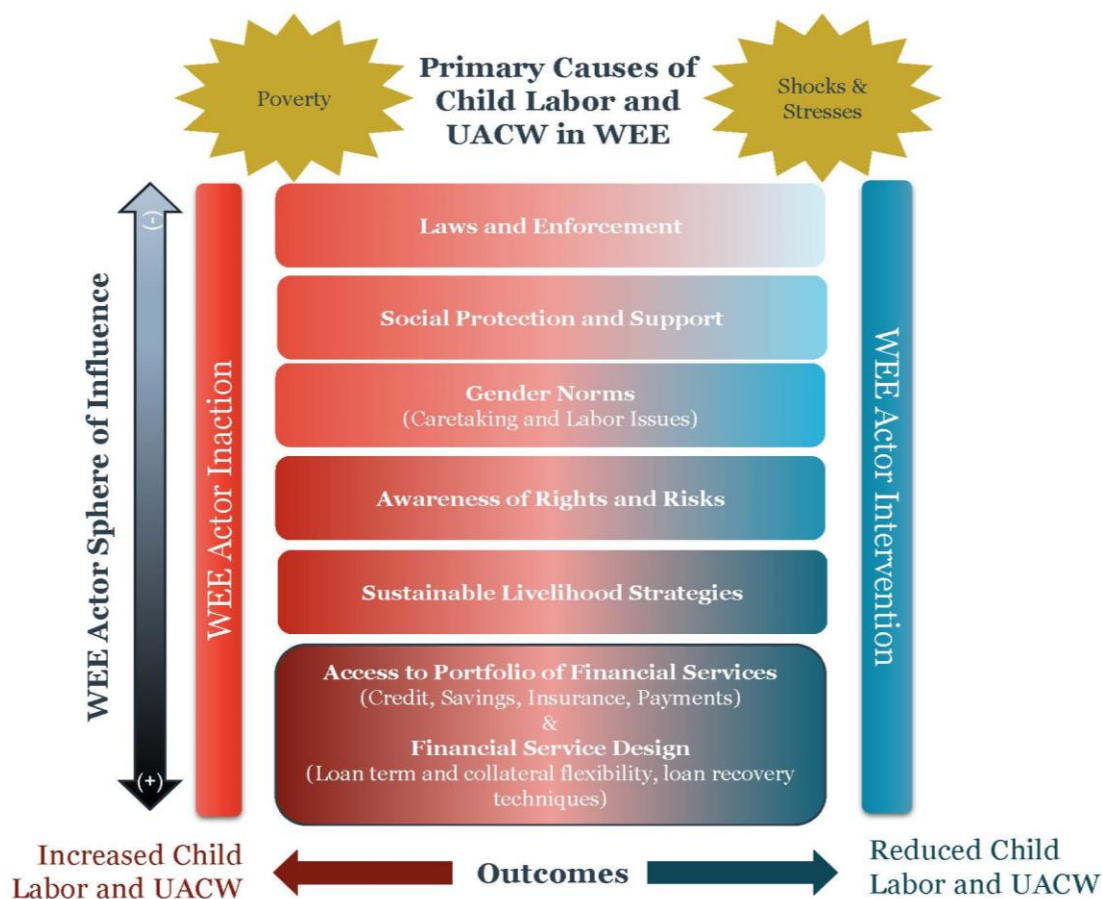 Poverty
Primary Causes of
Child Labor and
UACW in WEE
Shocks &
Stresses
WEE Actor Sphere of Influence
(-)
(+)
WEE Actor Inaction
Laws and Enforcement
Social Protection and Support
Gender Norms
(Caretaking and Labor Issues)
Awareness of Rights and Risks
Sustainable Livelihood Strategies
Access to Portfolio of Financial Services
(Credit, Savings, Insurance, Payments)
&
Financial Service Design
(Loan term and collateral flexibility, loan recovery
techniques)
WEE Actor Intervention
Increased Child
Labor and UACW
Outcomes
Reduced Child
Labor and UACW